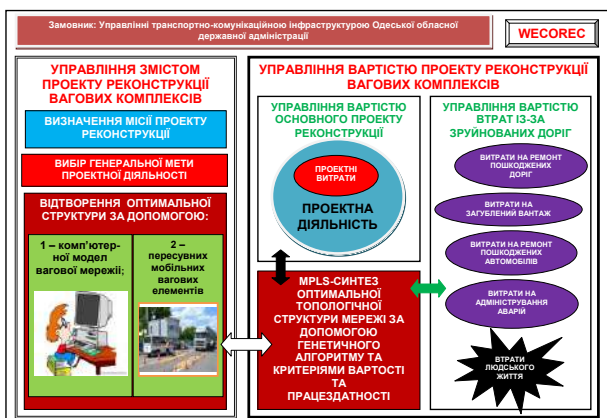 Замовник: Управлінні транспортно-комунікаційною інфраструктурою Одеської обласної
державної адміністрації
WECOREC
УПРАВЛІННЯ ЗМІСТОМ
ПРОЕКТУ РЕКОНСТРУКЦІЇ
ВАГОВИХ КОМПЛЕКСІВ
ВИЗНАЧЕННЯ МІСІЇ ПРОЕКТУ
РЕКОНСТРУКЦІЇ
ВИБІР ГЕНЕРАЛЬНОЇ МЕТИ
ПРОЕКТНОЇ ДІЯЛЬНОСТІ
ВІДТВОРЕННЯ ОПТИМАЛЬНОЇ
СТРУКТУРИ ЗА ДОПОМОГОЮ:
1 – комп'ютер-
ної модел
вагової мережіі;
2 –
пересувних
мобільних
вагових
елементів
УПРАВЛІННЯ ВАРТІСТЮ ПРОЕКТУ РЕКОНСТРУКЦІЇ
ВАГОВИХ КОМПЛЕКСІВ
УПРАВЛІННЯ ВАРТІСТЮ
ОСНОВНОГО ПРОЕКТУ
РЕКОНСТРУКЦІЇ
ПРОЕКТНІ
ВИТРАТИ
ПРОЕКТНА
ДІЯЛЬНІСТЬ
MPLS-СИНТЕЗ
ОПТИМАЛЬНОЇ
ТОПОЛОГІЧНОЇ
СТРУКТУРИ МЕРЕЖІ ЗА
ДОПОМОГОЮ
ГЕНЕТИЧНОГО
АЛГОРИТМУ ТА
КРИТЕРІЯМИ ВАРТОСТІ
ТА
ПРАЦЕЗДАТНОСТІ
УПРАВЛІННЯ ВАРТІСТЮ
ВТРАТ ІЗ-ЗА
ЗРУЙНОВАНИХ ДОРІГ
ВИТРАТИ НА РЕМОНТ
ПОШКОДЖЕНИХ
ДОРІГ
ВИТРАТИ НА
ЗАГУБЛЕНИЙ ВАНТАЖ
ВИТРАТИ НА РЕМОНТ
ПОШКОДЖЕНИХ
АВТОМОБІЛІВ
ВИТРАТИ НА
АДМІНІСТРУВАННЯ
АВАРІЙ
ВТРАТИ
ЛЮДСЬКОГО
ЖИТТЯ